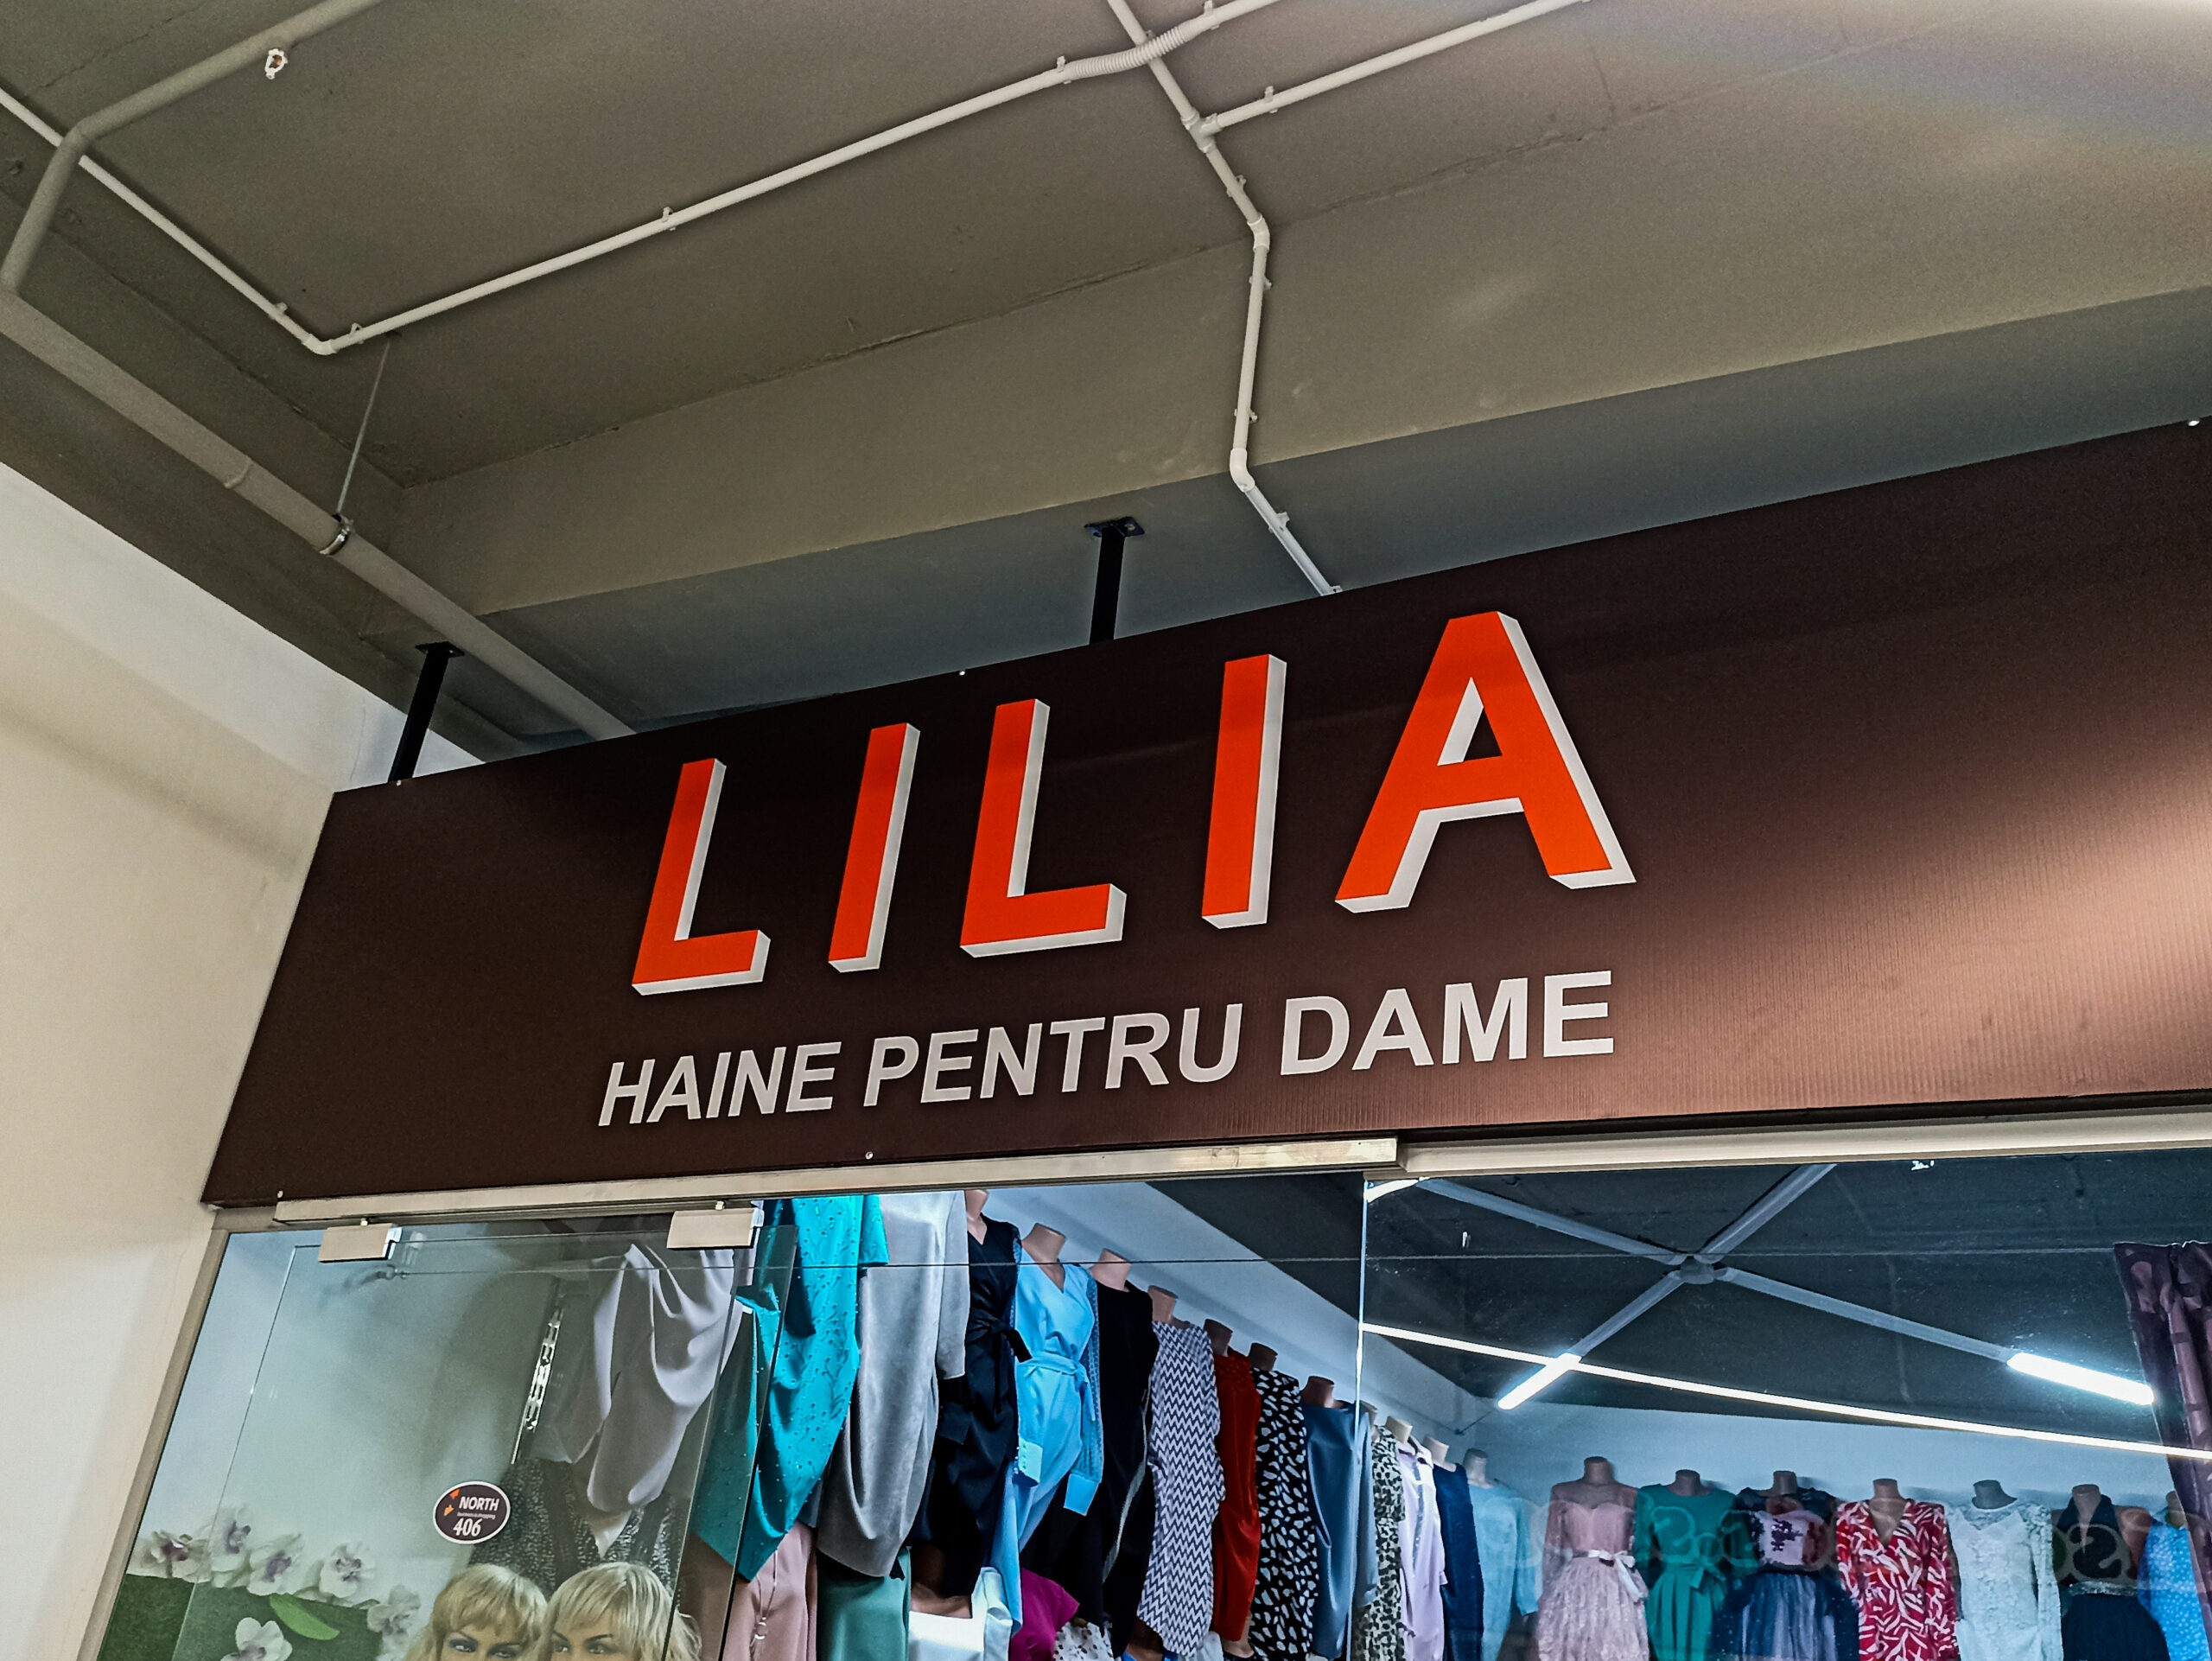 LILIA
HAINE PENTRU DAME
NORTH
406